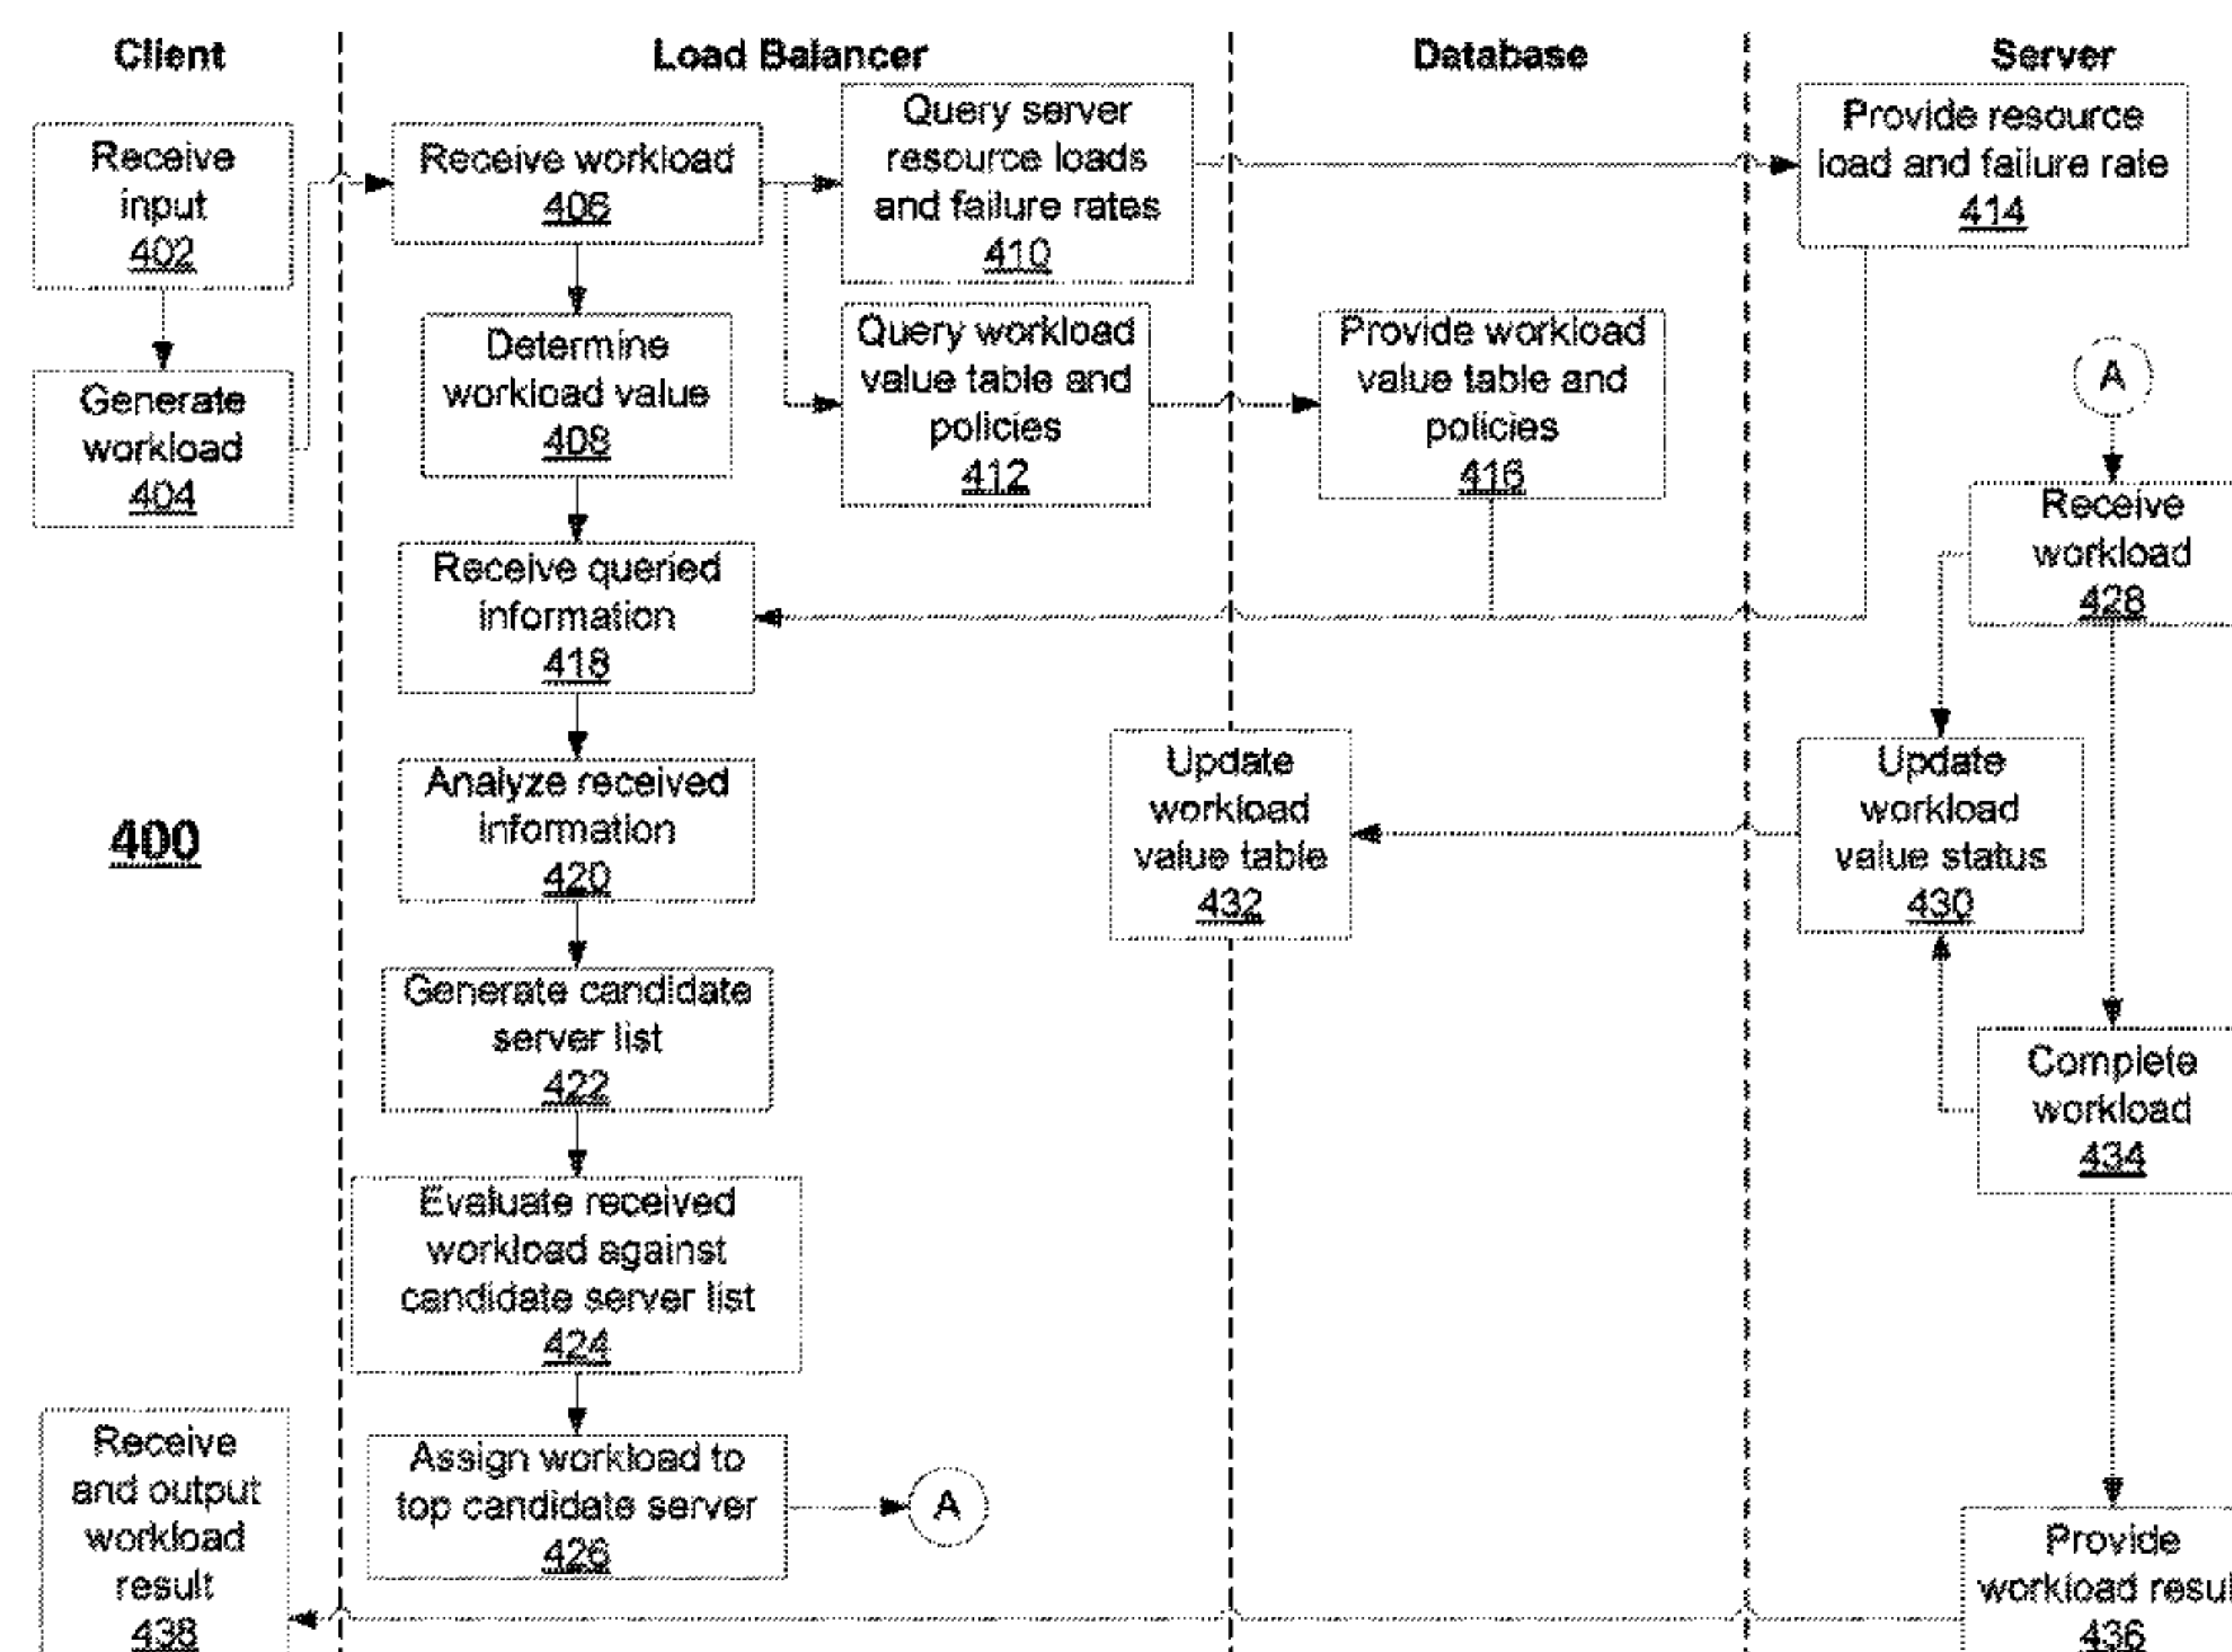 Client
Load Balancer
Database
Server
Receive
input
402
Generate
workload
404
Receive workload
406
Determine
workload value
408
Query server
resource loads
and failure rates
410
Query workload
value table and
policies
412
Provide workload
value table and
policies
416
Provide resource
load and failure rate
414
A
Receive
workload
428
Receive queried
information
418
Analyze received
information
420
400
Update
workload
value table
432
Update
workload
value status
430
Generate candidate
server list
422
Complete
workload
434
Evaluate received
workload against
candidate server list
424
Assign workload to
top candidate server
426
A
Receive
and output
workload
result
438
Provide
workload resul
436